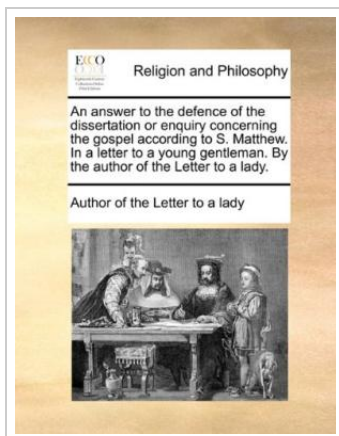 ECCO
Religion and Philosophy
An answer to the defence of the
dissertation or enquiry concerning
the gospel according to S. Matthew.
In a letter to a young gentleman. By
the author of the Letter to a lady.
Author of the Letter to a lady